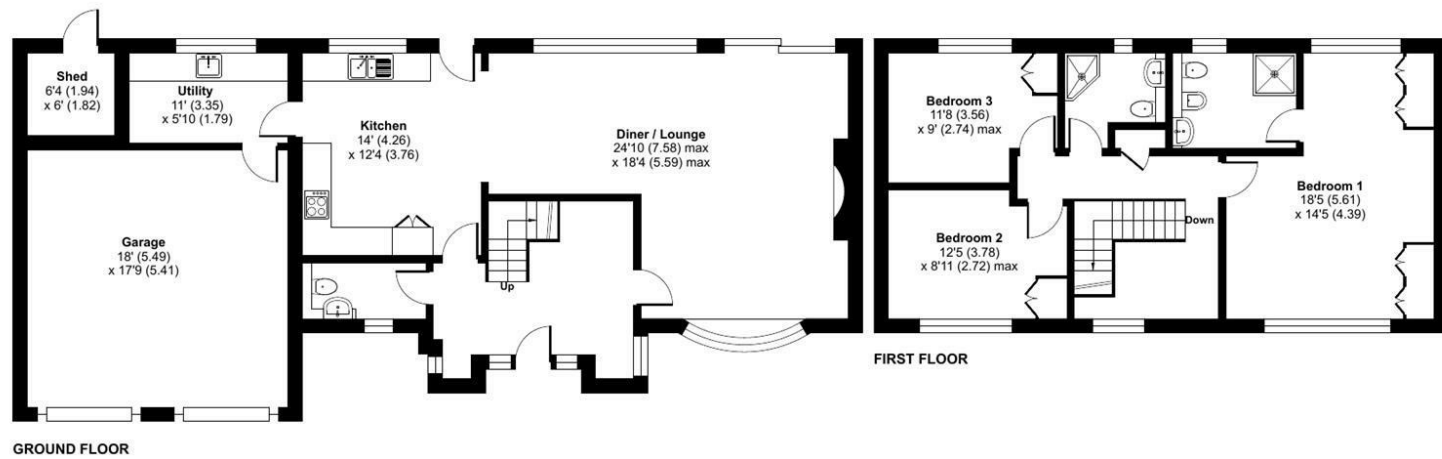 Shed
6'4 (1.94)
x 6' (1.82)
Utility
11' (3.35)
x 5'10 (1.79)
Kitchen
14' (4.26)
x 12'4 (3.76)
Diner / Lounge
24'10 (7.58) max
x 18'4 (5.59) max
Garage
18' (5.49)
x 17'9 (5.41)
Up
GROUND FLOOR
Bedroom 3
11'8 (3.56)
x 9' (2.74) max
Bedroom 1
18'5 (5.61)
x 14'5 (4.39)
Down
Bedroom 2
12'5 (3.78)
x 8'11 (2.72) max
FIRST FLOOR